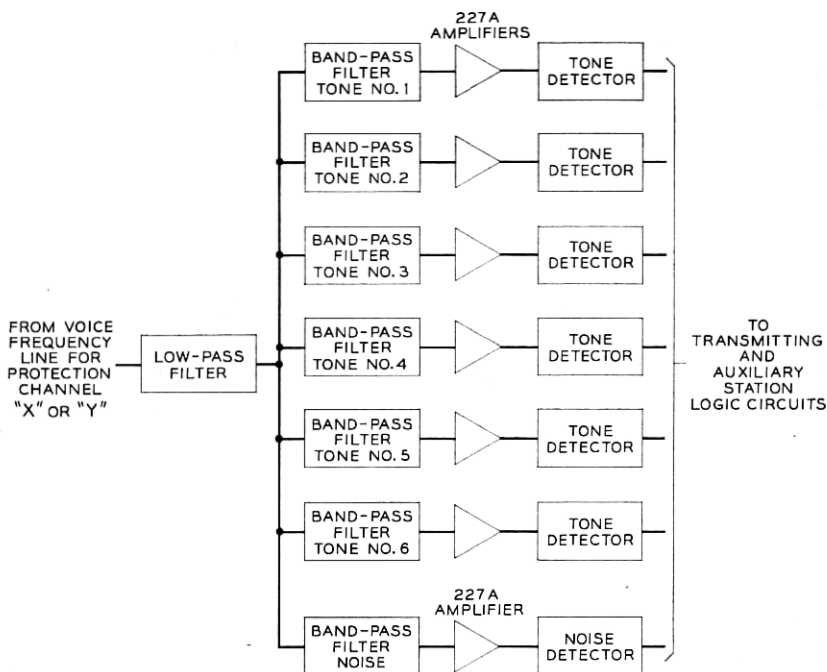 227A
AMPLIFIERS
BAND-PASS
FILTER
TONE NO. 1
TONE
DETECTOR
BAND-PASS
FILTER
TONE NO. 2
TONE
DETECTOR
BAND-PASS
FILTER
TONE NO. 3
TONE
DETECTOR
FROM VOICE
FREQUENCY
LINE FOR
PROTECTION
CHANNEL
"X" OR "Y"
LOW-PASS
FILTER
BAND-PASS
FILTER
TONE NO. 4
TONE
DETECTOR
TO
TRANSMITTING
AND
AUXILIARY
STATION
LOGIC CIRCUITS
BAND-PASS
FILTER
TONE NO. 5
TONE
DETECTOR
BAND-PASS
FILTER
TONE NO. 6
TONE
DETECTOR
227A
AMPLIFIER
BAND-PASS
FILTER
NOISE
NOISE
DETECTOR